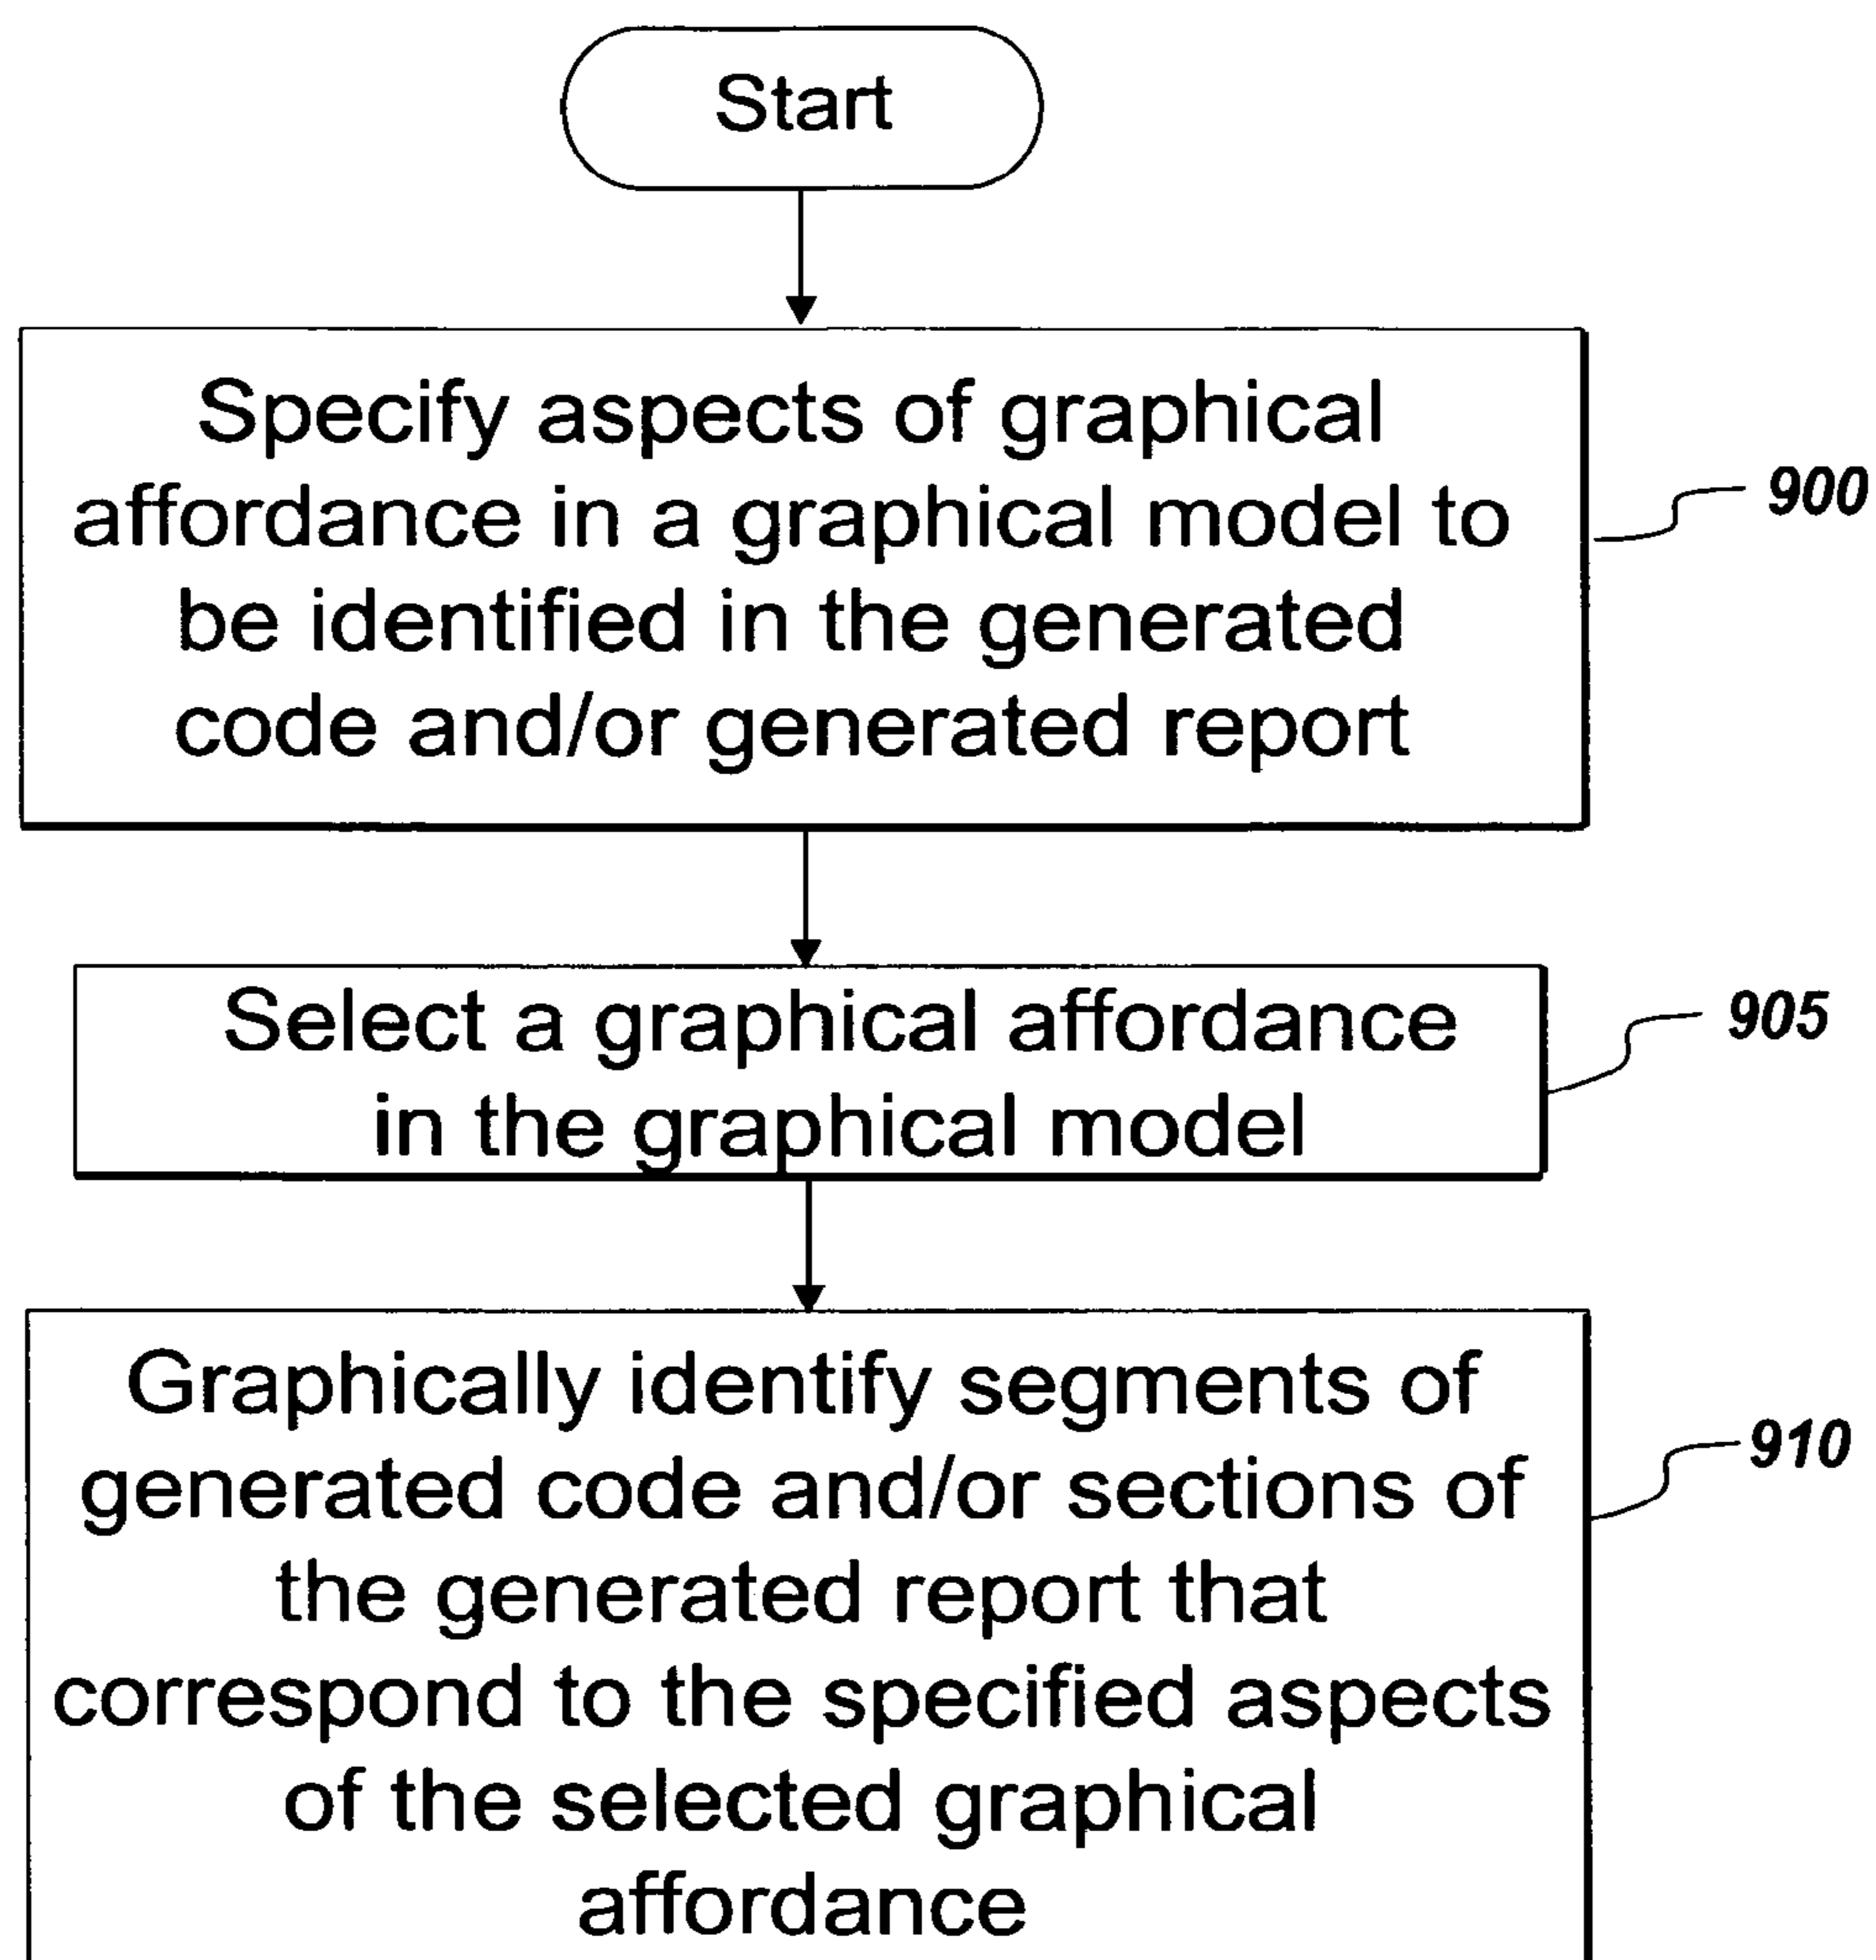 Start
Specify aspects of graphical
affordance in a graphical model to
be identified in the generated
code and/or generated report
900
Select a graphical affordance
in the graphical model
905
Graphically identify segments of
generated code and/or sections of
the generated report that
correspond to the specified aspects
of the selected graphical
affordance
910